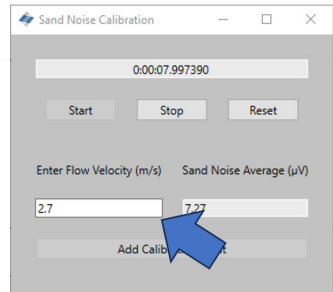 Sand Noise Calibration
0:00:07.997390
Start Stop Reset
Enter Flow Velocity (m/s) Sand Noise Average (µV)
2.7 7.27
Add